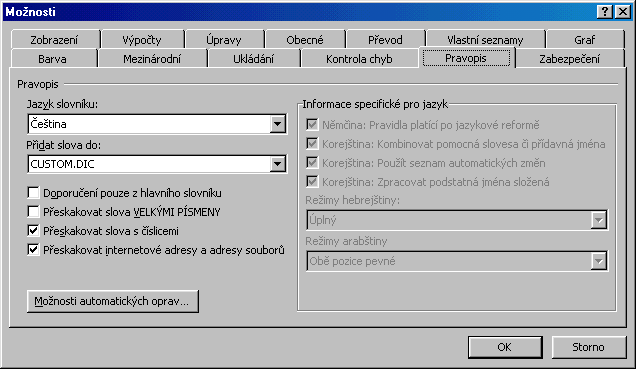 Možnosti
Zobrazení Výpočty Úpravy Obecné Převod Vlastní seznamy Graf
Barva Mezinárodní Ukládání Kontrola chyb Pravopis Zabezpečení
Pravopis
Jazyk slovníku:
Čeština
Přidat slova do:
CUSTOM.DIC
Doporučení pouze z hlavního slovníku
Přeskakovat slova VELKÝMI PÍSMENY
Přeskakovat slova s číslicemi
Přeskakovat internetové adresy a adresy souborů
Možnosti automatických oprav...
Informace specifické pro jazyk
Němčina: Pravidla platící po jazykové reformě
Korejština: Kombinovat pomocná slovesa či přídavná jména
Korejština: Použít seznam automatických změn
Korejština: Zpracovat podstatná jména složená
Režimy hebrejštiny:
Úplný
Režimy arabštiny
Obě pozice pevné
OK Storno